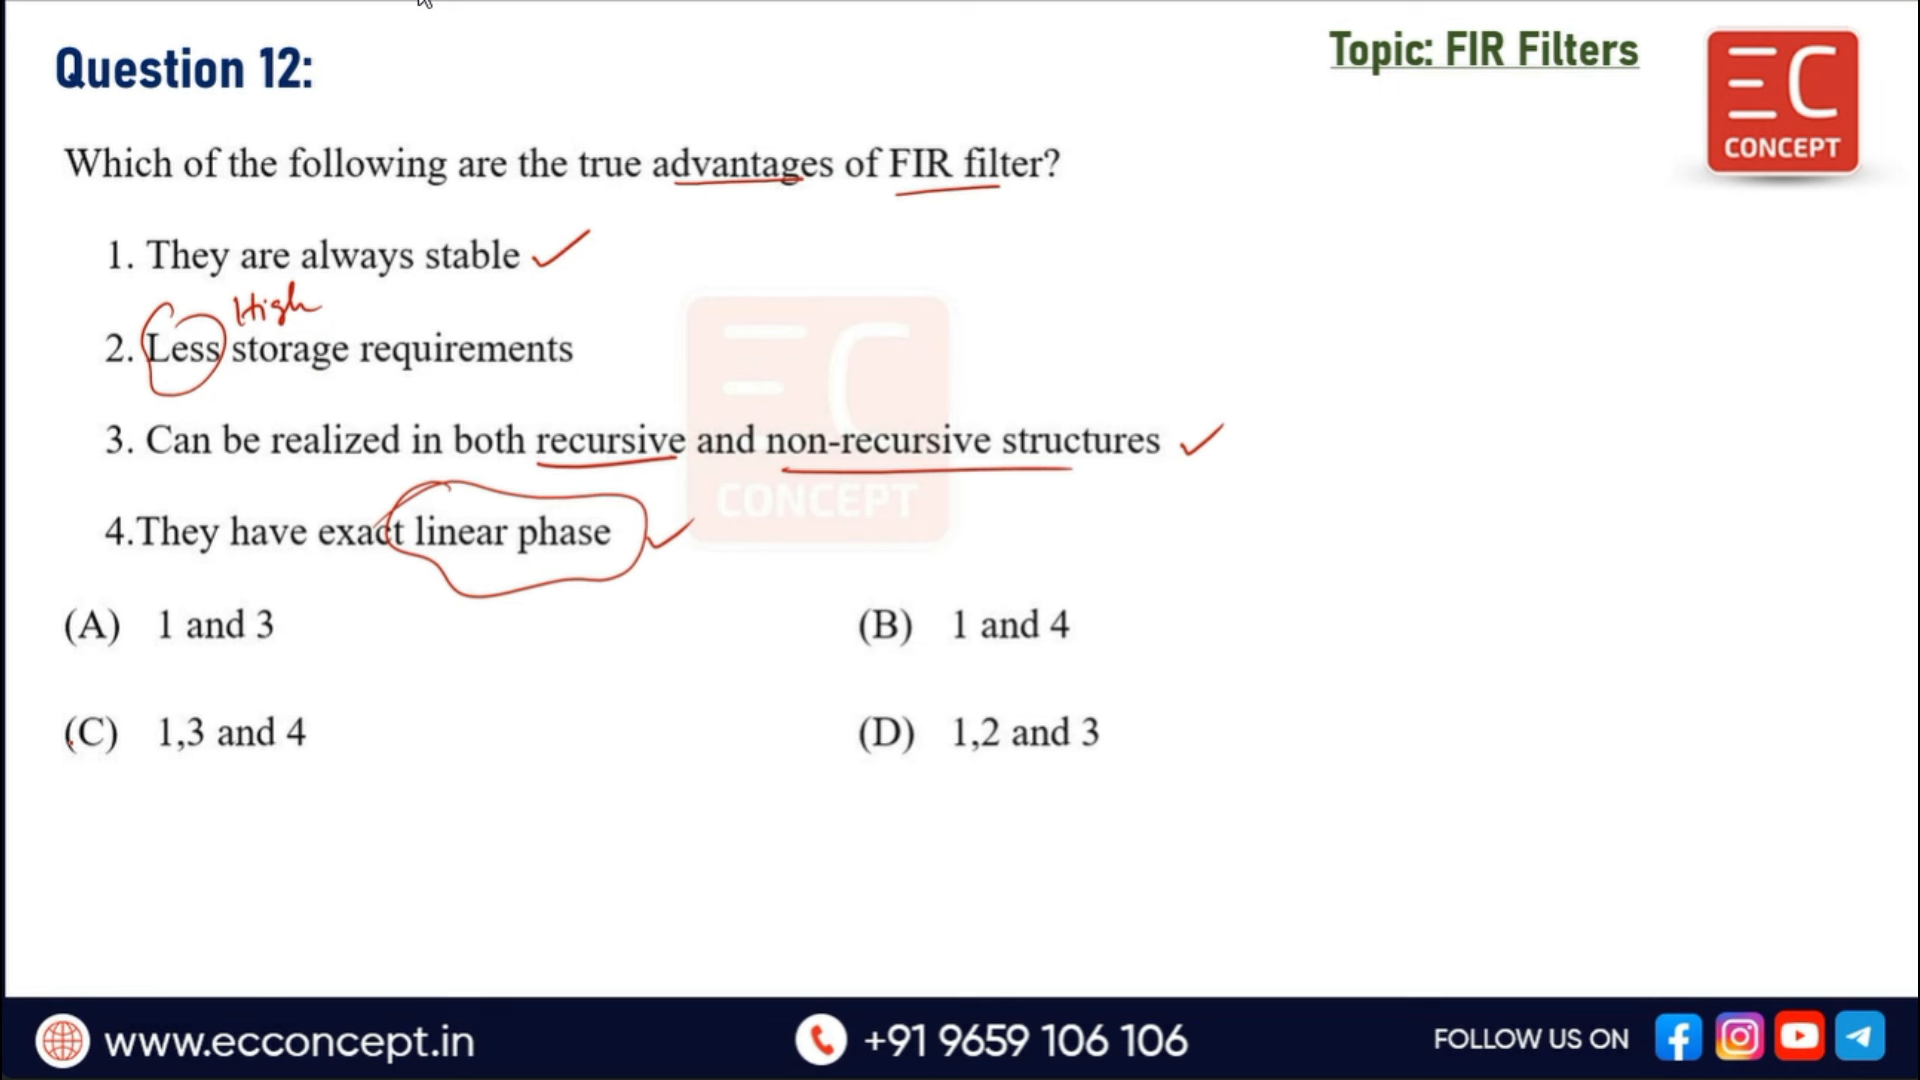 Question 12:
Topic: FIR Filters
EC
CONCEPT
Which of the following are the true advantages of FIR filter?
1. They are always stable
High
2. Less storage requirements
3. Can be realized in both recursive and non-recursive structures
4.They have exact linear phase
EC
CONCEPT
(A) 1 and 3
(B) 1 and 4
(C) 1,3 and 4
(D) 1,2 and 3
www.ecconcept.in
+91 9659 106 106
FOLLOW US ON